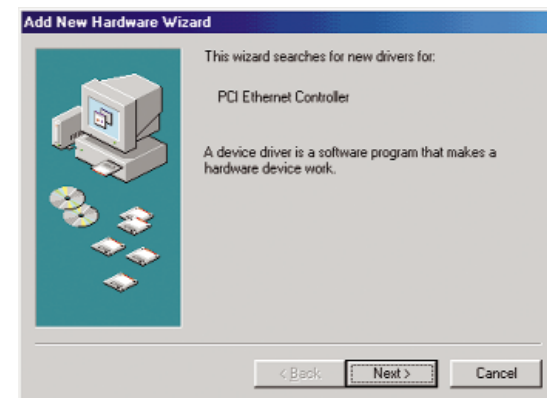 Add New Hardware Wizard
This wizard searches for new drivers for:
PCI Ethernet Controller
A device driver is a software program that makes a
hardware device work.
< Back
Next >
Cancel